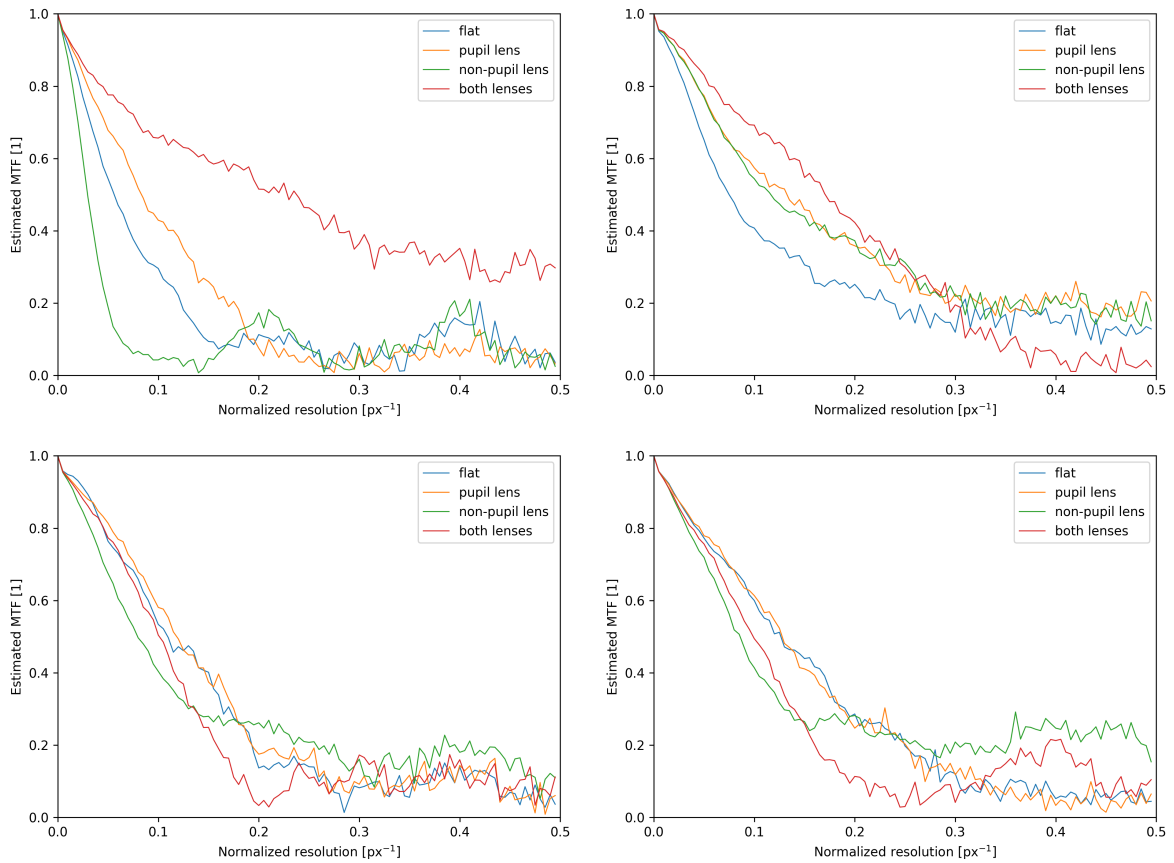 1.0
0.8
0.6
0.4
0.2
0.0
Estimated MTF [1]
0.0 0.1 0.2 0.3 0.4 0.5
Normalized resolution [px⁻¹]
flat
pupil lens
non-pupil lens
both lenses
1.0
0.8
0.6
0.4
0.2
0.0
Estimated MTF [1]
0.0 0.1 0.2 0.3 0.4 0.5
Normalized resolution [px⁻¹]
flat
pupil lens
non-pupil lens
both lenses
1.0
0.8
0.6
0.4
0.2
0.0
Estimated MTF [1]
0.0 0.1 0.2 0.3 0.4 0.5
Normalized resolution [px⁻¹]
flat
pupil lens
non-pupil lens
both lenses
1.0
0.8
0.6
0.4
0.2
0.0
Estimated MTF [1]
0.0 0.1 0.2 0.3 0.4 0.5
Normalized resolution [px⁻¹]
flat
pupil lens
non-pupil lens
both lenses